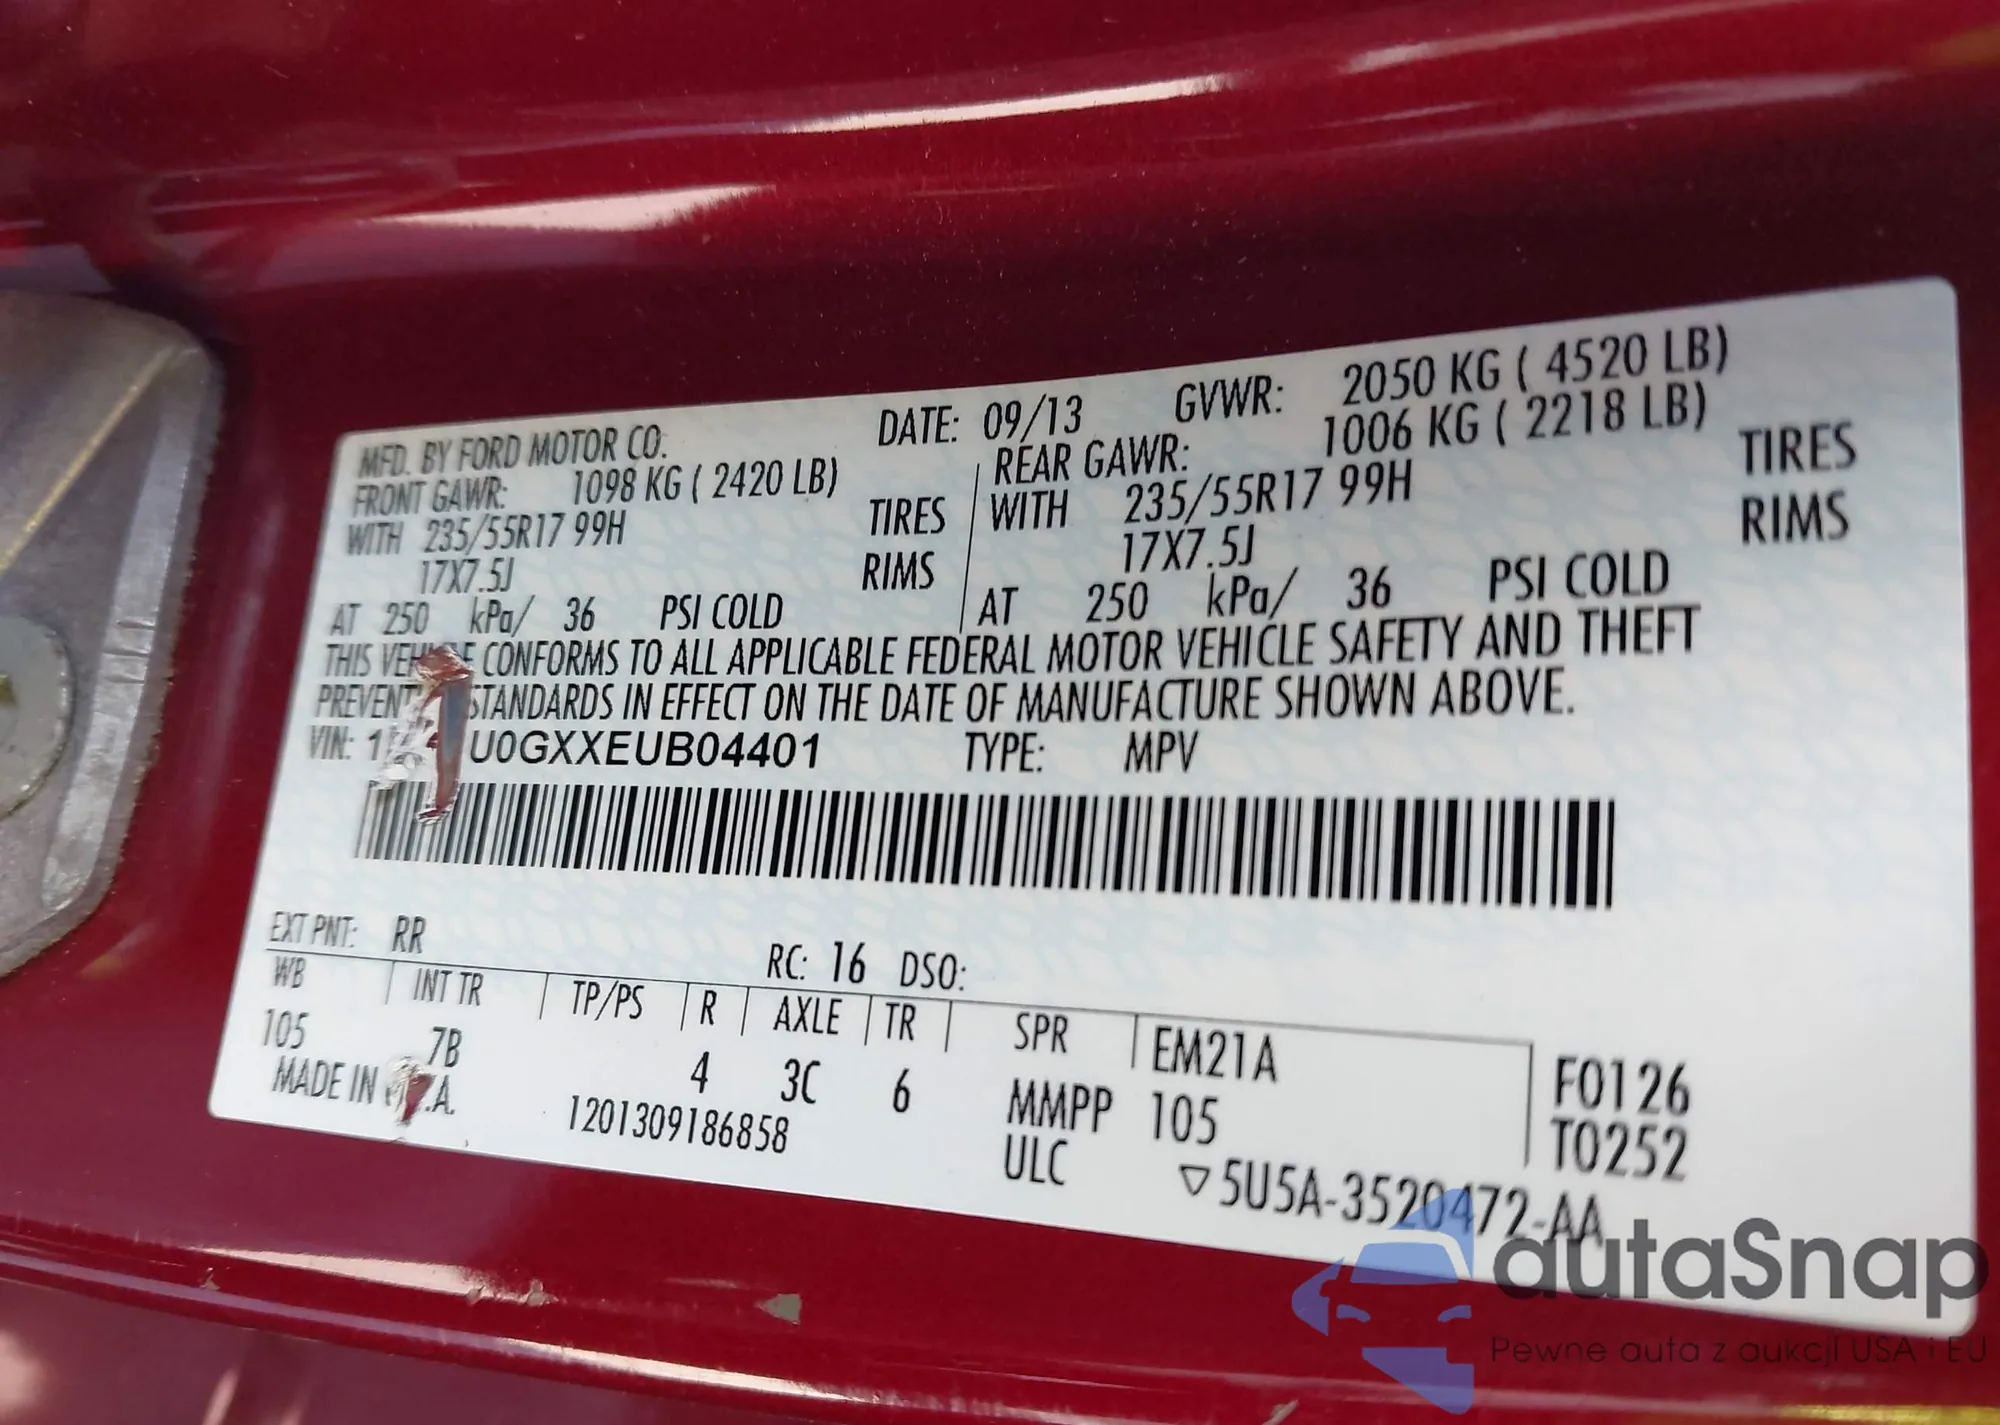 MFD. BY FORD MOTOR CO. DATE: 09/13 GVWR: 2050 KG ( 4520 LB)
FRONT GAWR: 1098 KG ( 2420 LB) REAR GAWR: 1006 KG ( 2218 LB)
WITH 235/55R17 99H TIRES WITH 235/55R17 99H TIRES
17X7.5J RIMS 17X7.5J RIMS
AT 250 kPa/ 36 PSI COLD AT 250 kPa/ 36 PSI COLD
THIS CONFORMS TO ALL APPLICABLE FEDERAL MOTOR VEHICLE SAFETY AND THEFT
STANDARDS IN EFFECT ON THE DATE OF MANUFACTURE SHOWN ABOVE.
VIN: 1 U0GXXEUB04401 TYPE: MPV
EXT PNT: RR RC: 16 DSO:
WB INT TR TP/PS R AXLE TR SPR EM21A F0126
105 7B 4 3C 6 MMPP 105 T0252
MADE IN .A. 1201309186858 ULC ▽5U5A-3520472-AA
autaSnap
Pewne auta z aukcji USA i EU